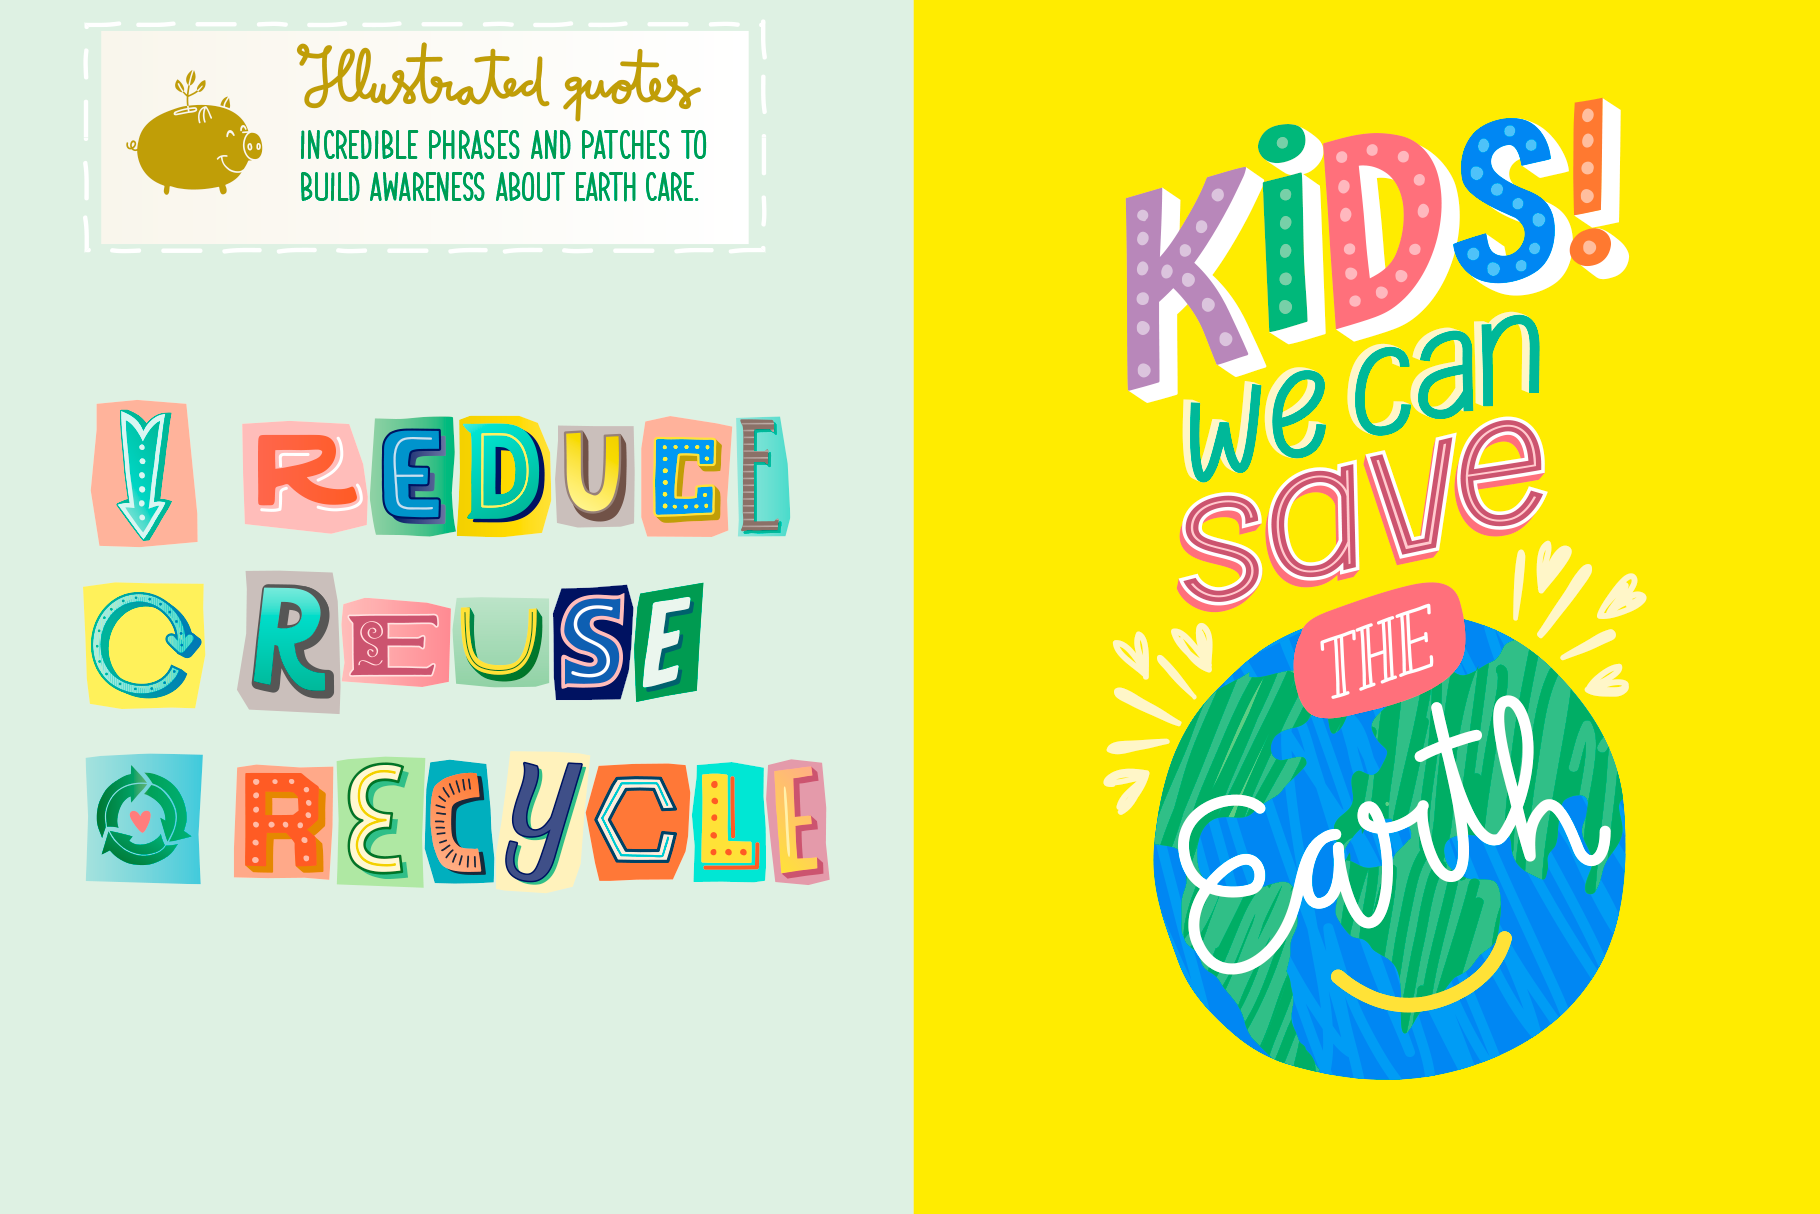 Illustrated quotes
INCREDIBLE PHRASES AND PATCHES TO
BUILD AWARENESS ABOUT EARTH CARE.
REDUCE
REUSE
RECYCLE
KiDS!
we can
save
THE
Earth